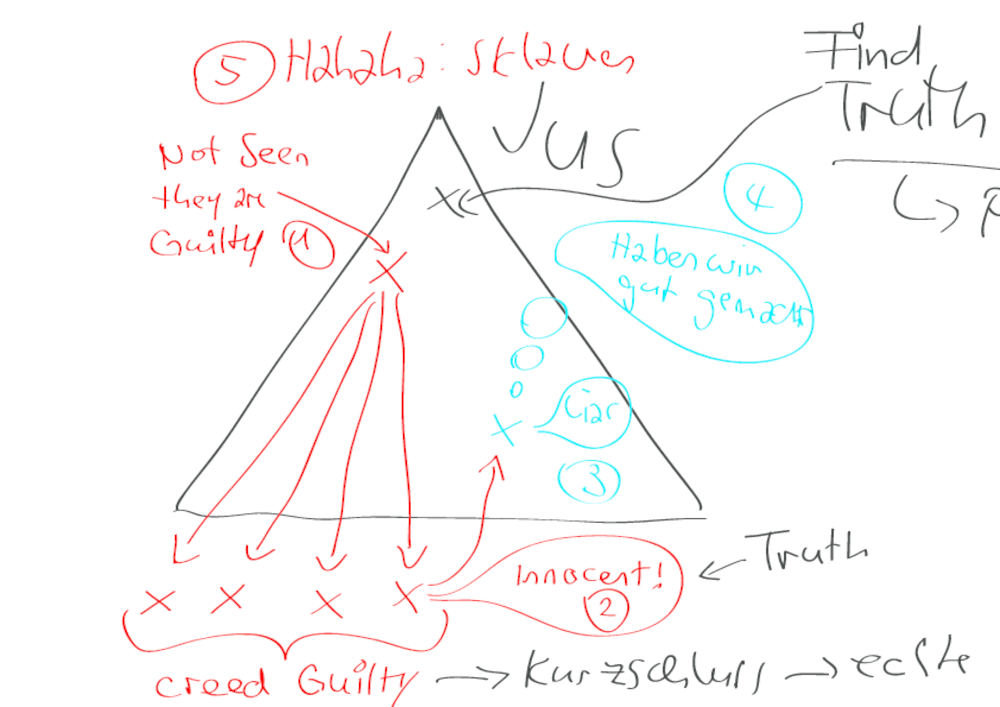 5 Hahaha: Sklaven
Find
Truth
Jus
Not Seen
they are
Guilty 1
4
Haben wir
gut gemacht
Liar
3
Truth
Innocent!
2
creed Guilty → Kurzschluss → echte